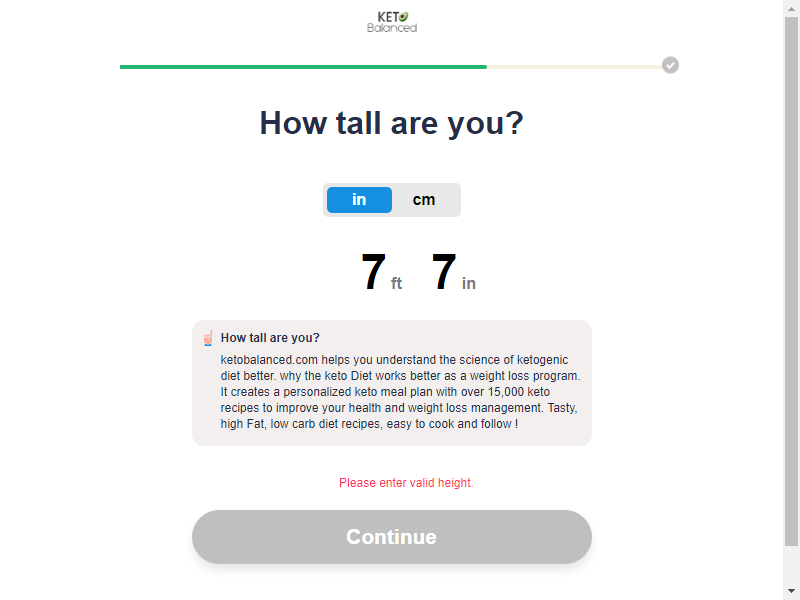 KETO
Balanced
How tall are you?
in cm
7 ft 7 in
How tall are you?
ketobalanced.com helps you understand the science of ketogenic
diet better. why the keto Diet works better as a weight loss program.
It creates a personalized keto meal plan with over 15,000 keto
recipes to improve your health and weight loss management. Tasty,
high Fat, low carb diet recipes, easy to cook and follow !
Please enter valid height.
Continue